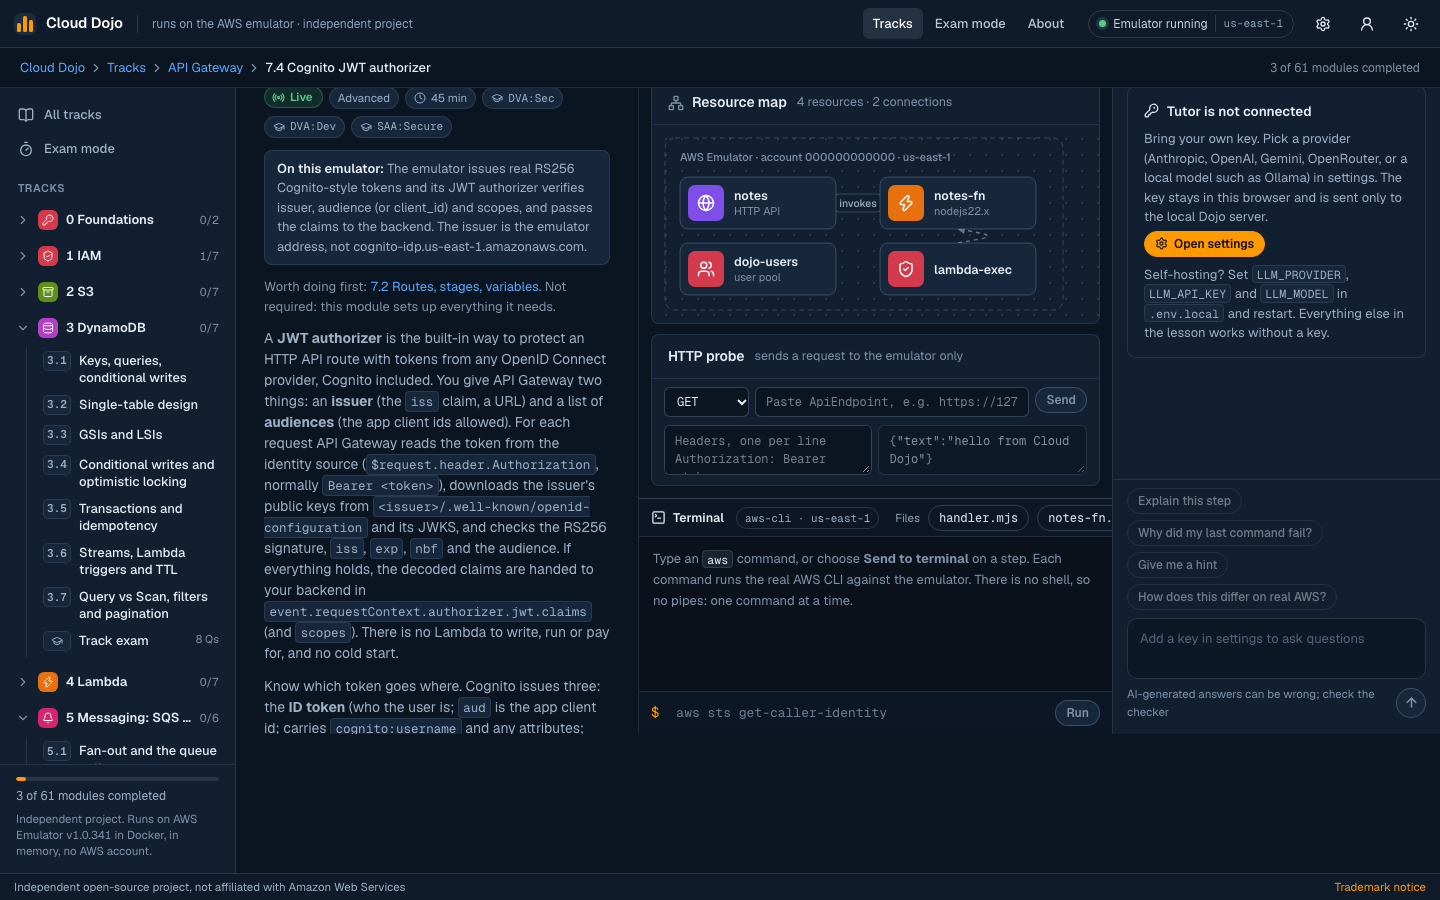 Cloud Dojo
runs on the AWS emulator · independent project
Tracks
Exam mode
About
Emulator running
us-east-1
Cloud Dojo > Tracks > API Gateway > 7.4 Cognito JWT authorizer
3 of 61 modules completed
All tracks
Exam mode
TRACKS
0 Foundations 0/2
1 IAM 1/7
2 S3 0/7
3 DynamoDB 0/7
3.1 Keys, queries,
conditional writes
3.2 Single-table design
3.3 GSIs and LSIs
3.4 Conditional writes and
optimistic locking
3.5 Transactions and
idempotency
3.6 Streams, Lambda
triggers and TTL
3.7 Query vs Scan, filters
and pagination
Track exam 8 Qs
4 Lambda 0/7
5 Messaging: SQS ... 0/6
5.1 Fan-out and the queue
3 of 61 modules completed
Independent project. Runs on AWS
Emulator v1.0.341 in Docker, in
memory, no AWS account.
Live
Advanced
45 min
DVA:Sec
DVA:Dev
SAA:Secure
On this emulator: The emulator issues real RS256
Cognito-style tokens and its JWT authorizer verifies
issuer, audience (or client_id) and scopes, and passes
the claims to the backend. The issuer is the emulator
address, not cognito-idp.us-east-1.amazonaws.com.
Worth doing first: 7.2 Routes, stages, variables. Not
required: this module sets up everything it needs.
A JWT authorizer is the built-in way to protect an
HTTP API route with tokens from any OpenID Connect
provider, Cognito included. You give API Gateway two
things: an issuer (the iss claim, a URL) and a list of
audiences (the app client ids allowed). For each
request API Gateway reads the token from the
identity source ($request.header.Authorization,
normally Bearer <token>), downloads the issuer's
public keys from <issuer>/.well-known/openid-
configuration and its JWKS, and checks the RS256
signature, iss, exp, nbf and the audience. If
everything holds, the decoded claims are handed to
your backend in
event.requestContext.authorizer.jwt.claims
(and scopes). There is no Lambda to write, run or pay
for, and no cold start.
Know which token goes where. Cognito issues three:
the ID token (who the user is; aud is the app client
id; carries cognito:username and any attributes;
Resource map
4 resources · 2 connections
AWS Emulator · account 000000000000 · us-east-1
notes
HTTP API
invokes
notes-fn
nodejs22.x
dojo-users
user pool
lambda-exec
HTTP probe
sends a request to the emulator only
GET
Paste ApiEndpoint, e.g. https://127
Send
Headers, one per line
Authorization: Bearer
{"text":"hello from Cloud
Dojo"}
Terminal
aws-cli · us-east-1
Files
handler.mjs
notes-fn.
Type an aws command, or choose Send to terminal on a step. Each
command runs the real AWS CLI against the emulator. There is no shell, so
no pipes: one command at a time.
$ aws sts get-caller-identity
Run
Tutor is not connected
Bring your own key. Pick a provider
(Anthropic, OpenAI, Gemini, OpenRouter, or a
local model such as Ollama) in settings. The
key stays in this browser and is sent only to
the local Dojo server.
Open settings
Self-hosting? Set LLM_PROVIDER,
LLM_API_KEY and LLM_MODEL in
.env.local and restart. Everything else in
the lesson works without a key.
Explain this step
Why did my last command fail?
Give me a hint
How does this differ on real AWS?
Add a key in settings to ask questions
AI-generated answers can be wrong; check the
checker
Independent open-source project, not affiliated with Amazon Web Services
Trademark notice